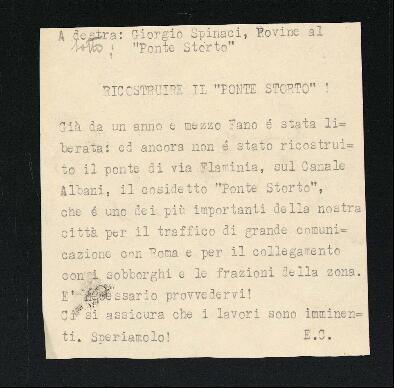 A destra: Giorgio Spinaci, Rovine al
sotto! "Ponte Storto"
RICOSTRUIRE IL "PONTE STORTO" !
Già da un anno e mezzo Fano é stata li=
berata: ed ancora non é stato ricostrui=
to il ponte di via Flaminia, sul Canale
Albani, il cosidetto "Ponte Storto",
che é uno dei più importanti della nostra
città per il traffico di grande comuni=
cazione con Roma e per il collegamento
con i sobborghi e le frazioni della zona.
E' necessario provvedervi!
Ci si assicura che i lavori sono imminen=
ti. Speriamolo! E.C.